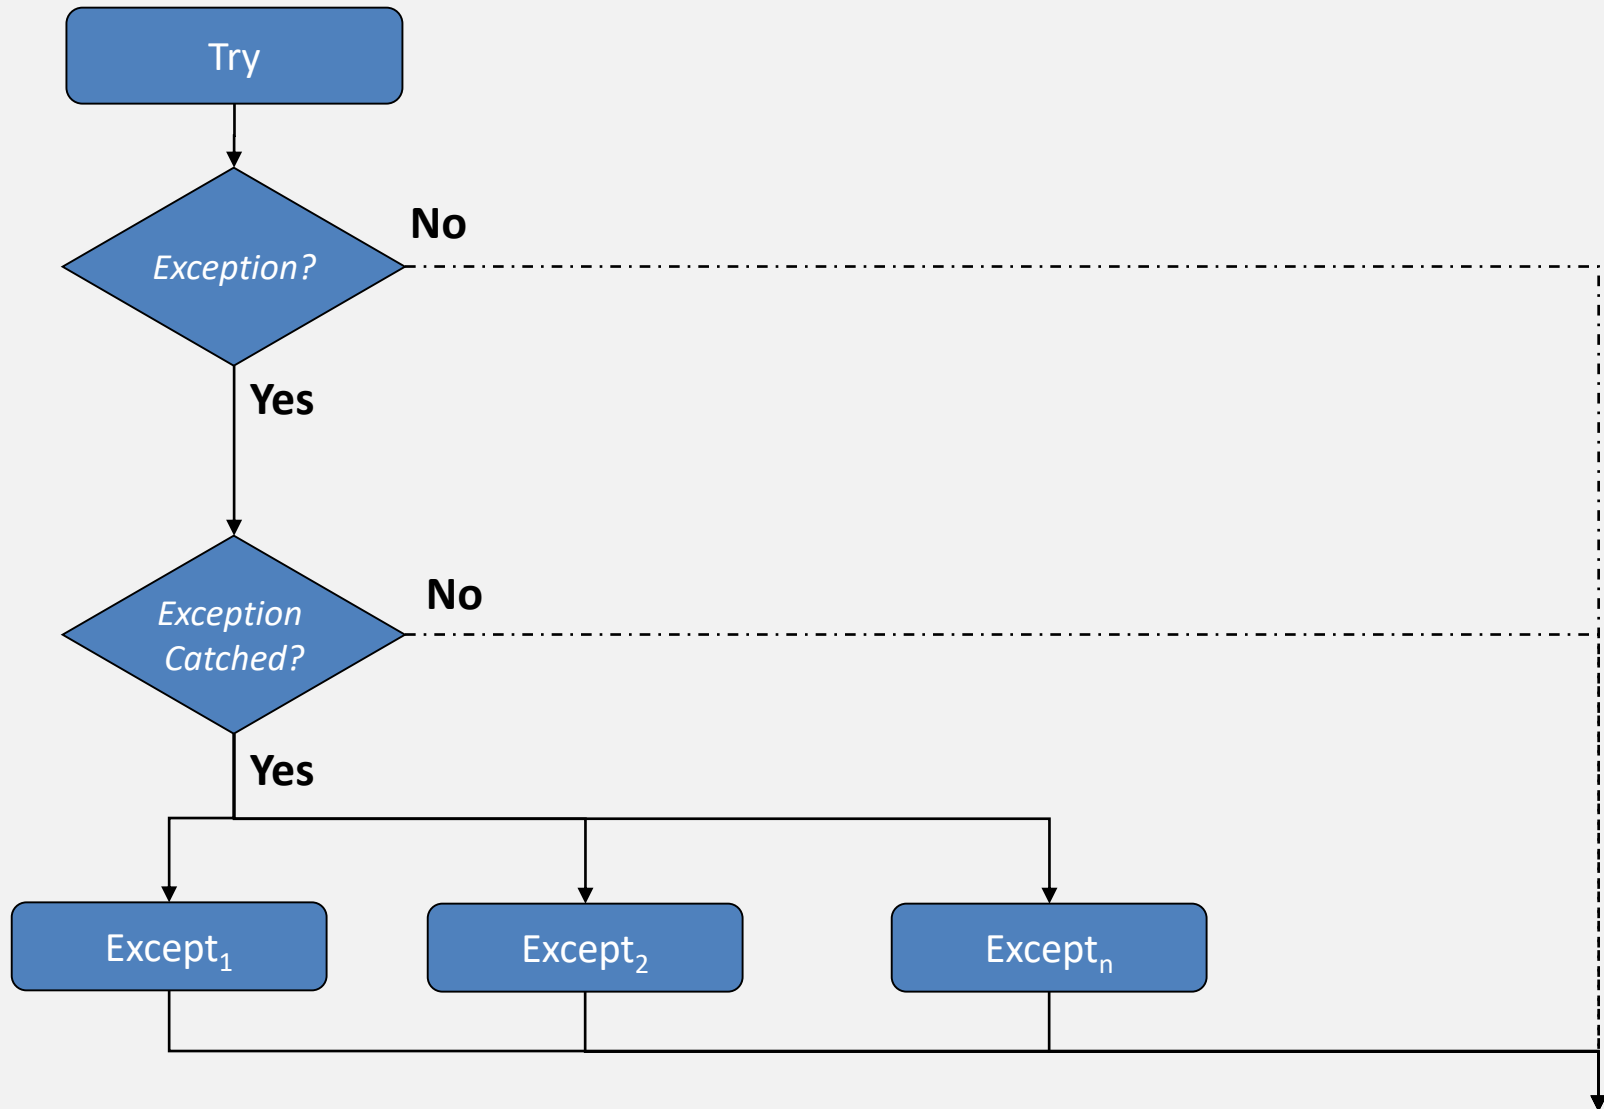 Try
No
Exception?
Yes
No
Exception
Catched?
Yes
Except₁
Except₂
Exceptₙ